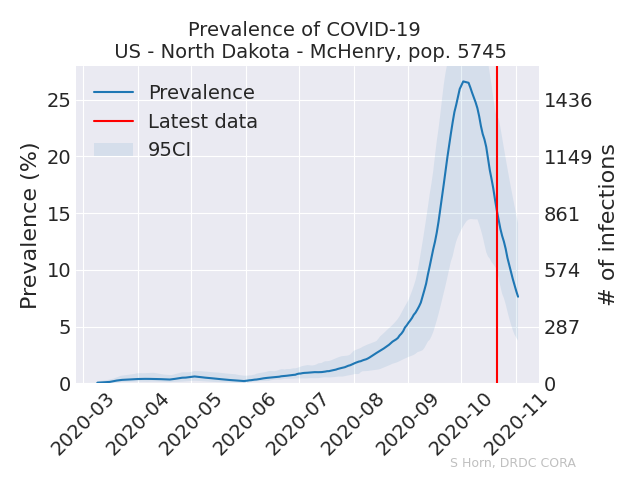 Prevalence of COVID-19
US - North Dakota - McHenry, pop. 5745
Prevalence
Latest data
95CI
Prevalence (%)
25
20
15
10
5
0
1436
1149
861
574
287
0
# of infections
2020-03
2020-04
2020-05
2020-06
2020-07
2020-08
2020-09
2020-10
2020-11
S Horn, DRDC CORA